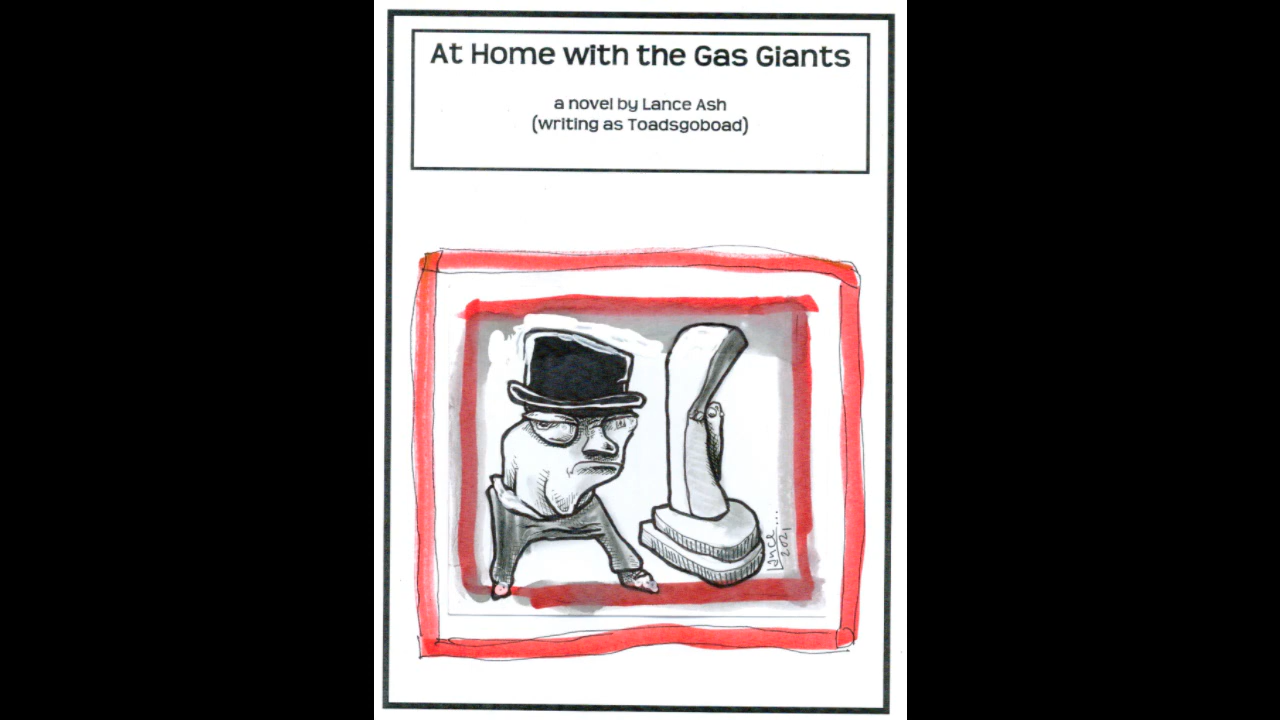 At Home with the Gas Giants
a novel by Lance Ash
(writing as Toadsgoboad)
Lance...
2021